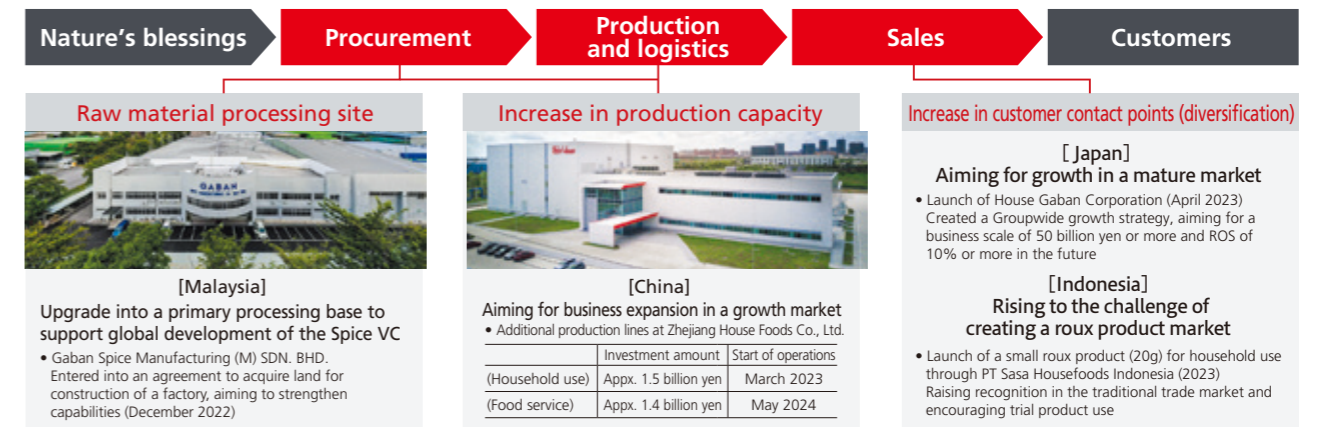 Nature's blessings
Procurement
Production
and logistics
Sales
Customers
Raw material processing site
GABAN
[Malaysia]
Upgrade into a primary processing base to
support global development of the Spice VC
• Gaban Spice Manufacturing (M) SDN. BHD.
Entered into an agreement to acquire land for
construction of a factory, aiming to strengthen
capabilities (December 2022)
Increase in production capacity
[China]
Aiming for business expansion in a growth market
• Additional production lines at Zhejiang House Foods Co., Ltd.
Investment amount Start of operations
(Household use) Appx. 1.5 billion yen March 2023
(Food service) Appx. 1.4 billion yen May 2024
Increase in customer contact points (diversification)
[Japan]
Aiming for growth in a mature market
• Launch of House Gaban Corporation (April 2023)
Created a Groupwide growth strategy, aiming for a
business scale of 50 billion yen or more and ROS of
10% or more in the future
[Indonesia]
Rising to the challenge of
creating a roux product market
• Launch of a small roux product (20g) for household use
through PT Sasa Housefoods Indonesia (2023)
Raising recognition in the traditional trade market and
encouraging trial product use